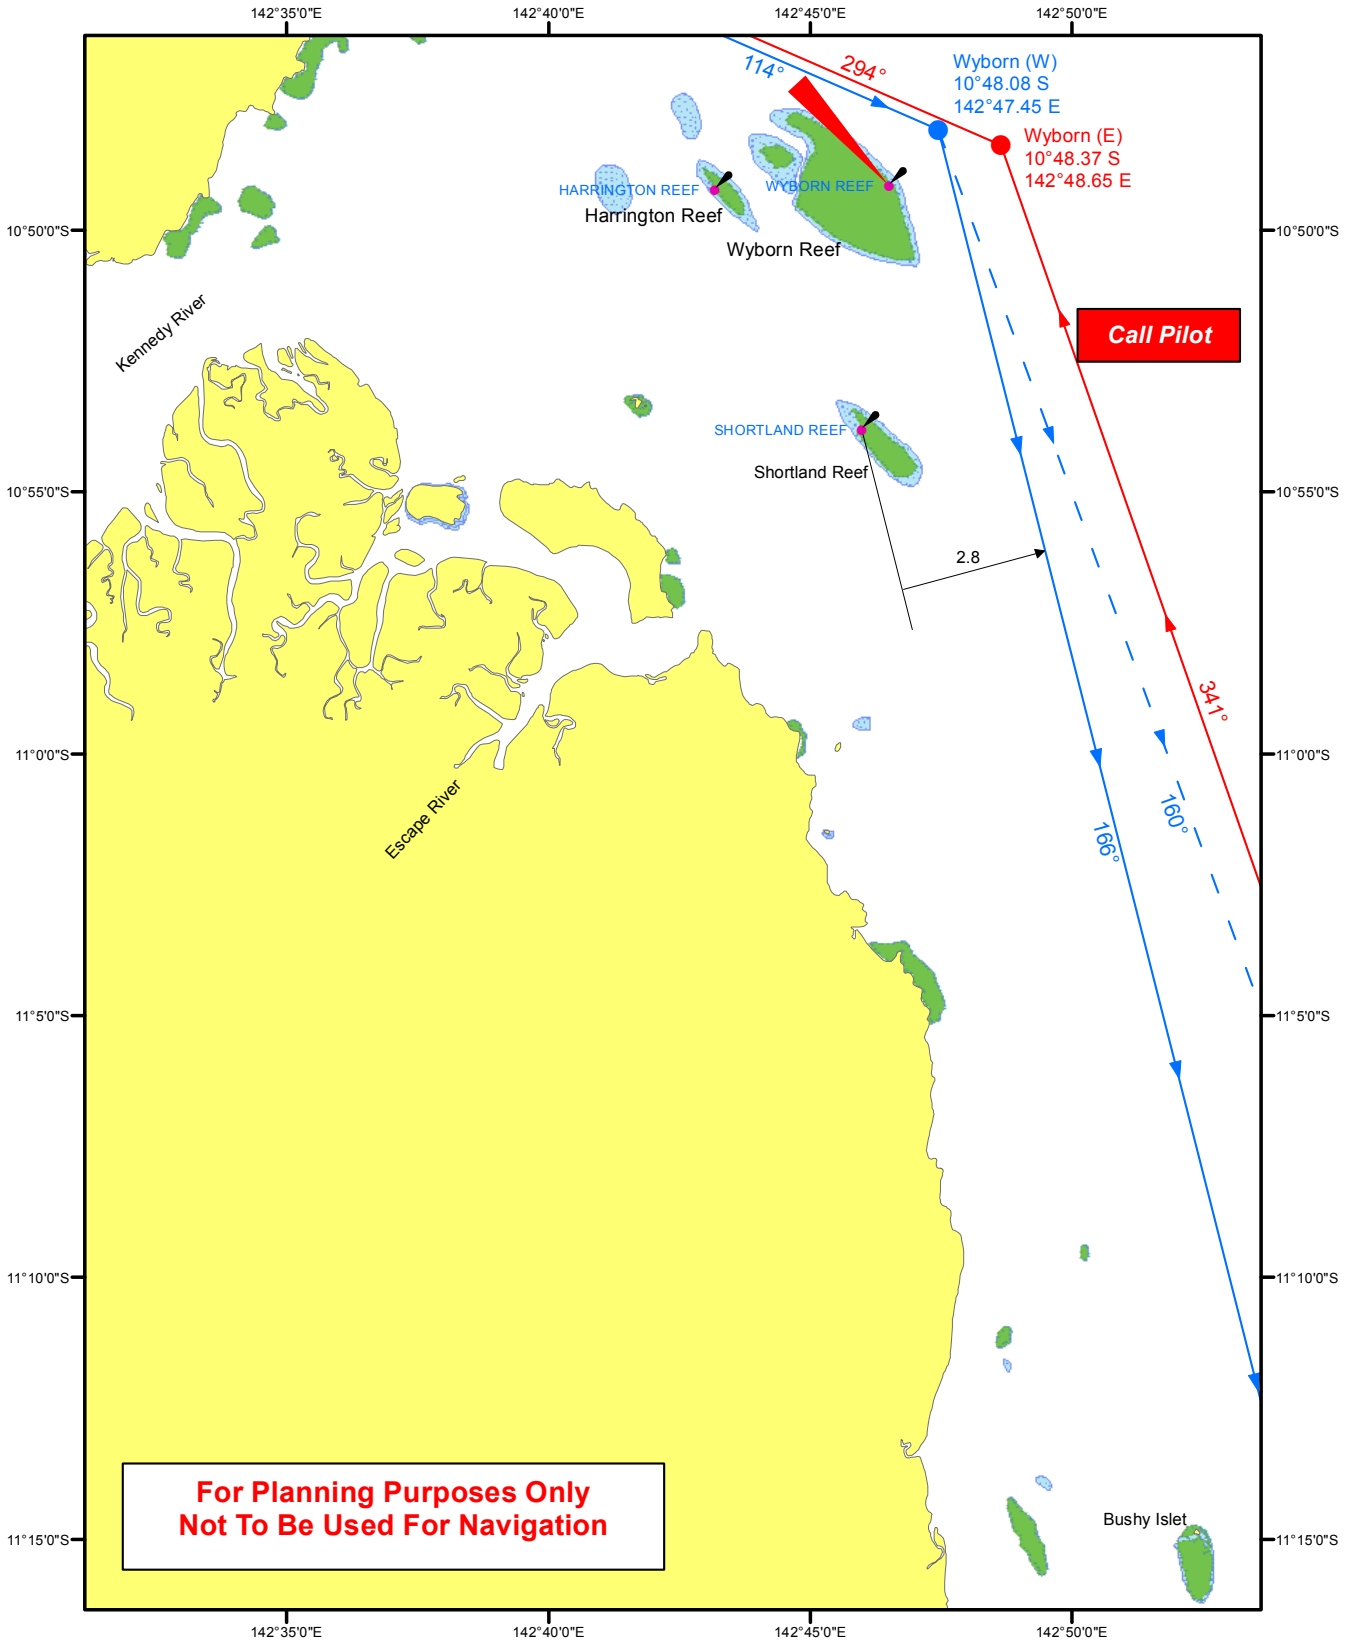 142°35'0"E
142°40'0"E
142°45'0"E
142°50'0"E
114°
294°
Wyborn (W)
10°48.08 S
142°47.45 E
Wyborn (E)
10°48.37 S
142°48.65 E
HARRINGTON REEF
Harrington Reef
WYBORN REEF
Wyborn Reef
10°50'0"S
10°50'0"S
Kennedy River
Call Pilot
SHORTLAND REEF
Shortland Reef
10°55'0"S
10°55'0"S
2.8
341°
11°0'0"S
11°0'0"S
Escape River
160°
166°
11°5'0"S
11°5'0"S
11°10'0"S
11°10'0"S
For Planning Purposes Only
Not To Be Used For Navigation
Bushy Islet
11°15'0"S
11°15'0"S
142°35'0"E
142°40'0"E
142°45'0"E
142°50'0"E